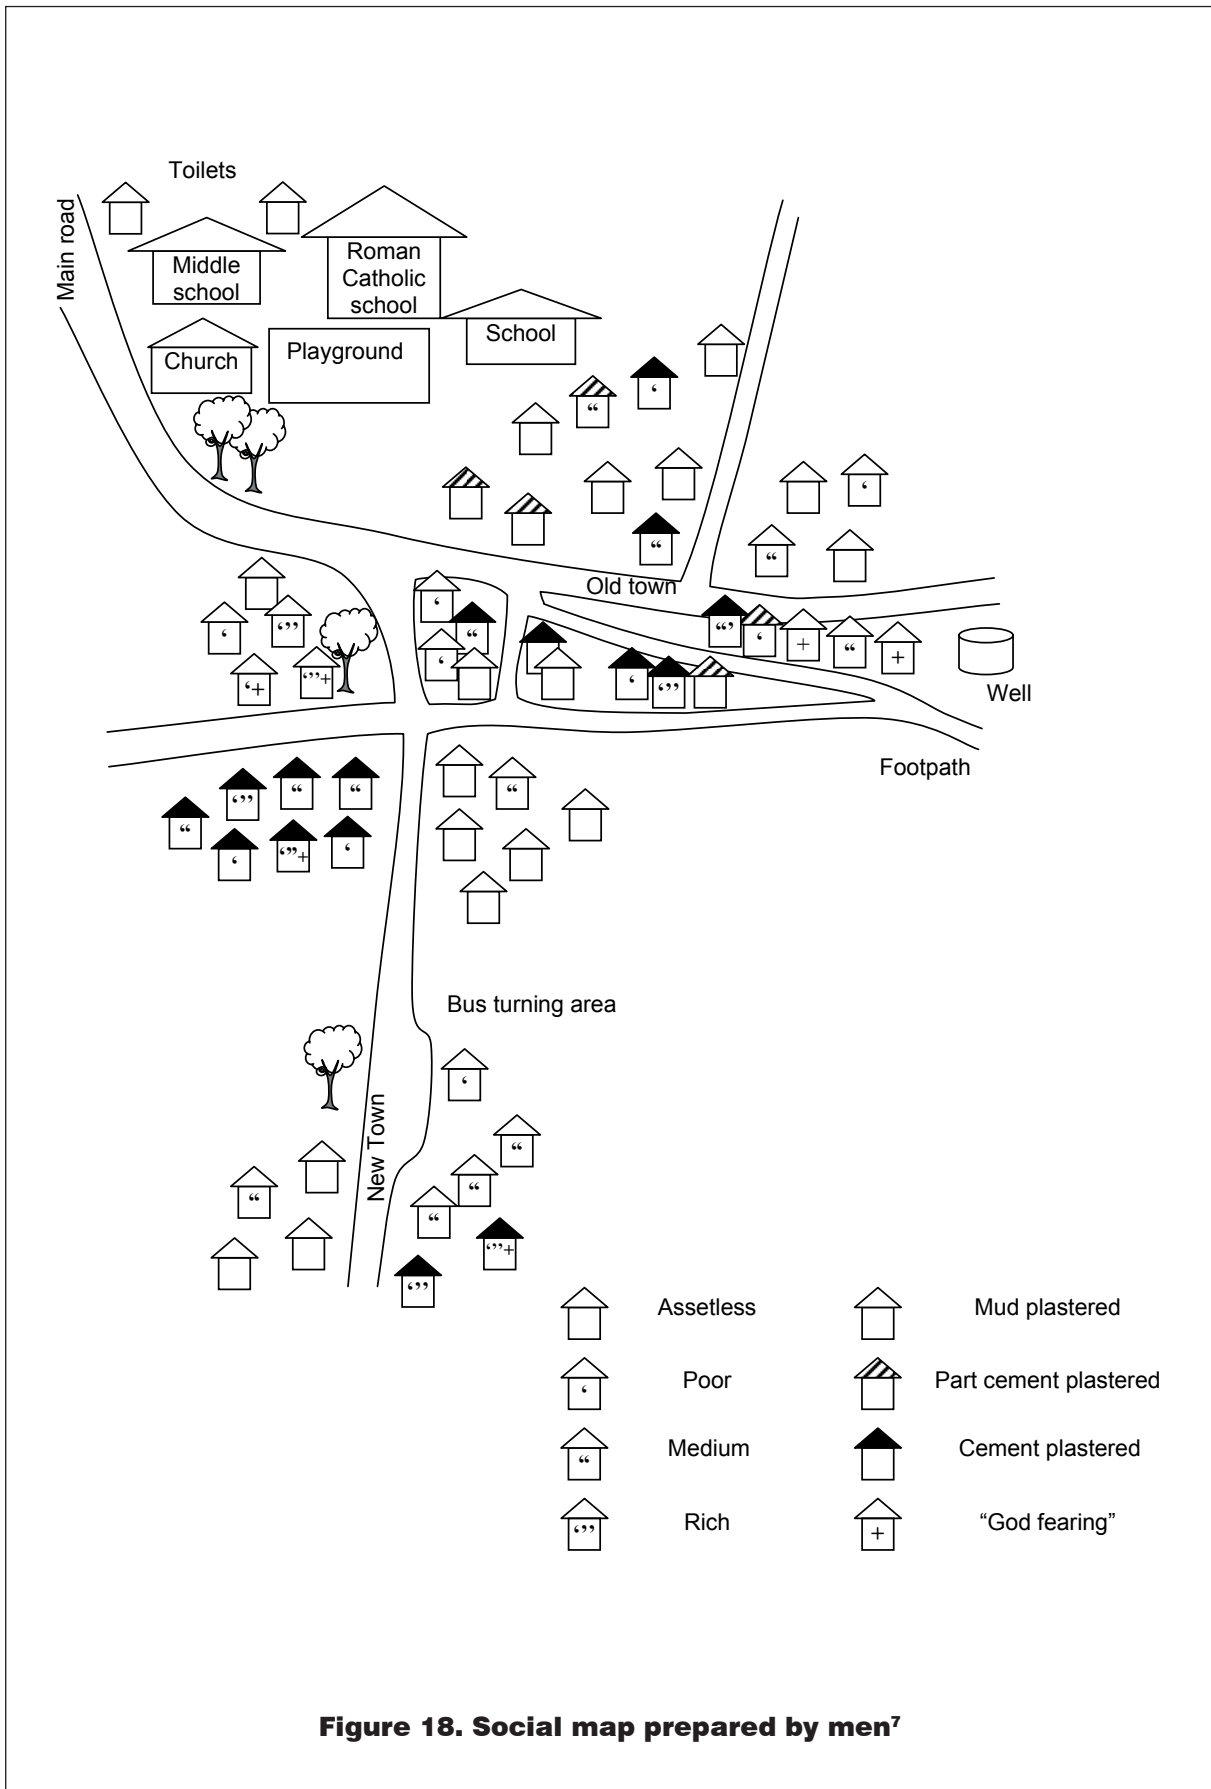 Toilets
Main road
Middle
school
Roman
Catholic
school
School
Church
Playground
Old town
Well
Footpath
Bus turning area
New Town
Assetless
Mud plastered
‘
Poor
Part cement plastered
“
Medium
Cement plastered
‘’’
Rich
+
“God fearing”
Figure 18. Social map prepared by men7